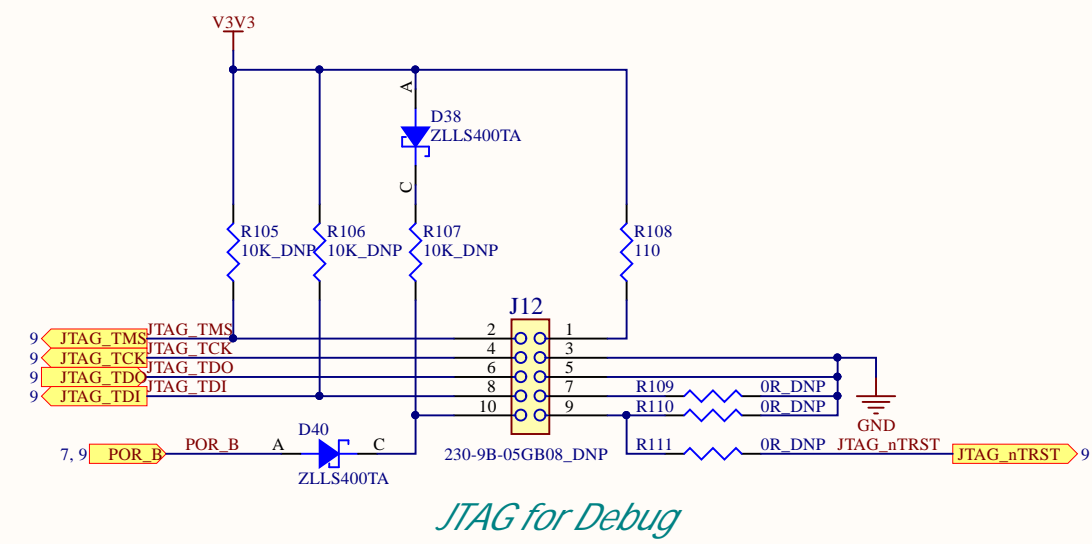 V3V3
A
D38
ZLLS400TA
C
R105
10K_DNP
R106
10K_DNP
R107
10K_DNP
R108
110
J12
9 JTAG_TMS JTAG_TMS 2 1
9 JTAG_TCK JTAG_TCK 4 3
9 JTAG_TDO JTAG_TDO 6 5
9 JTAG_TDI JTAG_TDI 8 7 R109 0R_DNP
10 9 R110 0R_DNP
GND
D40
7, 9 POR_B POR_B A C
ZLLS400TA
230-9B-05GB08_DNP
R111 0R_DNP JTAG_nTRST JTAG_nTRST 9
JTAG for Debug